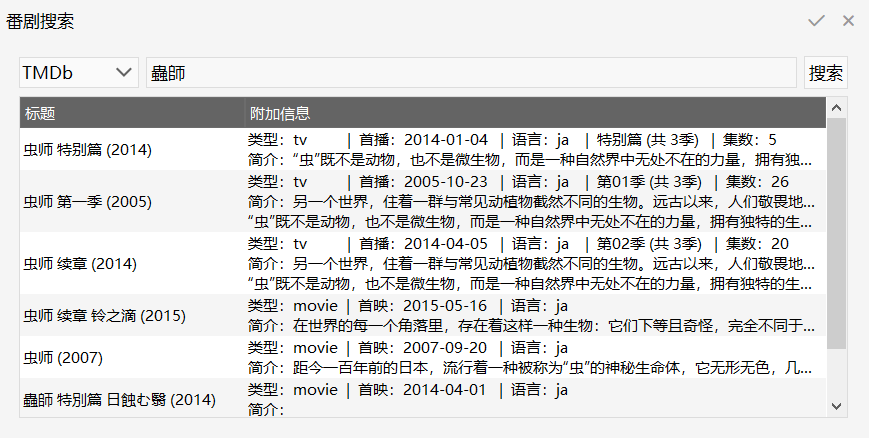 番剧搜索
TMDb 蟲師 搜索
标题 附加信息
虫师 特别篇 (2014)
类型：tv | 首播：2014-01-04 | 语言：ja | 特别篇 (共 3季) | 集数：5
简介：“虫”既不是动物，也不是微生物，而是一种自然界中无处不在的力量，拥有独...
虫师 第一季 (2005)
类型：tv | 首播：2005-10-23 | 语言：ja | 第01季 (共 3季) | 集数：26
简介：另一个世界，住着一群与常见动植物截然不同的生物。远古以来，人们敬畏地...
“虫”既不是动物，也不是微生物，而是一种自然界中无处不在的力量，拥有独特的生...
虫师 续章 (2014)
类型：tv | 首播：2014-04-05 | 语言：ja | 第02季 (共 3季) | 集数：20
简介：另一个世界，住着一群与常见动植物截然不同的生物。远古以来，人们敬畏地...
“虫”既不是动物，也不是微生物，而是一种自然界中无处不在的力量，拥有独特的生...
虫师 续章 铃之滴 (2015)
类型：movie | 首映：2015-05-16 | 语言：ja
简介：在世界的每一个角落里，存在着这样一种生物：它们下等且奇怪，完全不同于...
虫师 (2007)
类型：movie | 首映：2007-09-20 | 语言：ja
简介：距今一百年前的日本，流行着一种被称为“虫”的神秘生命体，它无形无色，几...
蟲師 特別篇 日蝕む翳 (2014)
类型：movie | 首映：2014-04-01 | 语言：ja
简介：